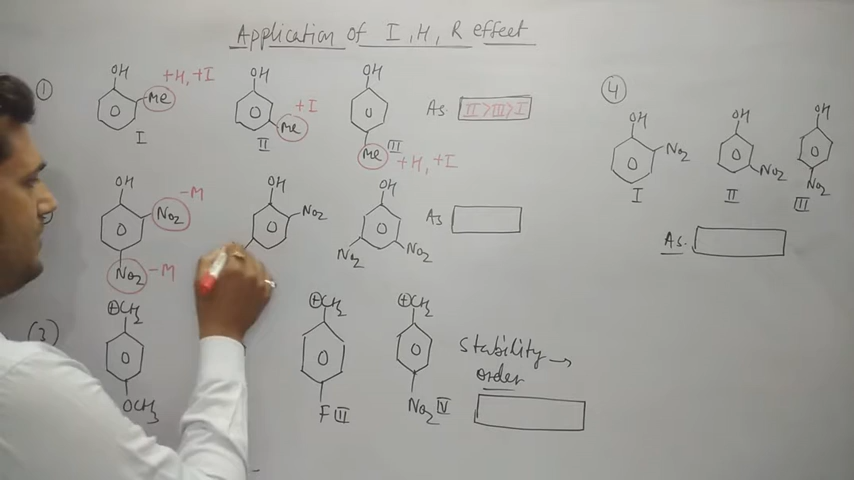 Application of I, H, R effect
①
OH
Me
+H, +I
I
OH
Me
+I
II
OH
Me
III
+H, +I
As
II > III > I
OH
NO2
-M
NO2
-M
OH
NO2
OH
NO2
NO2
As
(3)
⊕CH2
OCH3
⊕CH2
F
II
⊕CH2
NO2
IV
Stability →
order
④
OH
NO2
I
OH
NO2
II
OH
NO2
III
As.